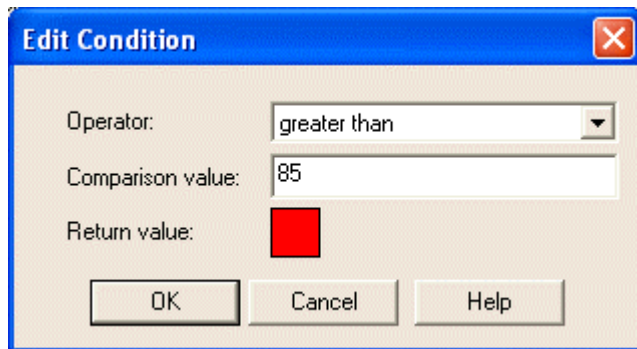 Edit Condition
Operator: greater than
Comparison value: 85
Return value:
OK Cancel Help